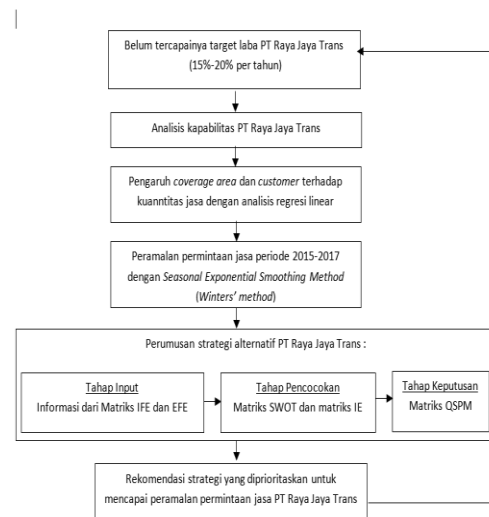 Belum tercapainya target laba PT Raya Jaya Trans
(15%-20% per tahun)
Analisis kapabilitas PT Raya Jaya Trans
Pengaruh coverage area dan customer terhadap
kuanntitas jasa dengan analisis regresi linear
Peramalan permintaan jasa periode 2015-2017
dengan Seasonal Exponential Smoothing Method
(Winters' method)
Perumusan strategi alternatif PT Raya Jaya Trans :
Tahap Input
Informasi dari Matriks IFE dan EFE
Tahap Pencocokan
Matriks SWOT dan matriks IE
Tahap Keputusan
Matriks QSPM
Rekomendasi strategi yang diprioritaskan untuk
mencapai peramalan permintaan jasa PT Raya Jaya Trans